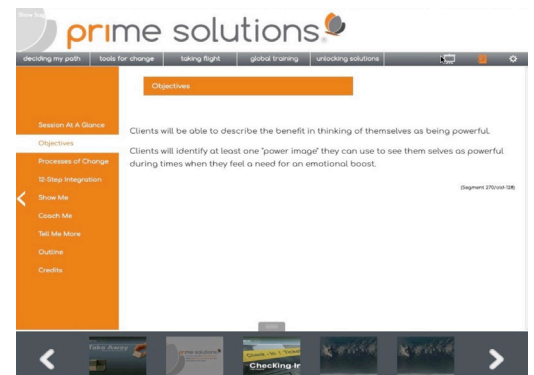 prime solutions
deciding my path
tools for change
taking flight
global training
unlocking solutions
Objectives
Session At A Glance
Objectives
Processes of Change
12-Step Integration
Show Me
Coach Me
Tell Me More
Outline
Credits
Clients will be able to describe the benefit in thinking of themselves as being powerful.
Clients will identify at least one "power image" they can use to see them selves as powerful
during times when they feel a need for an emotional boost.
(Segment 270/old-128)
Take Away
prime solutions
Checking In